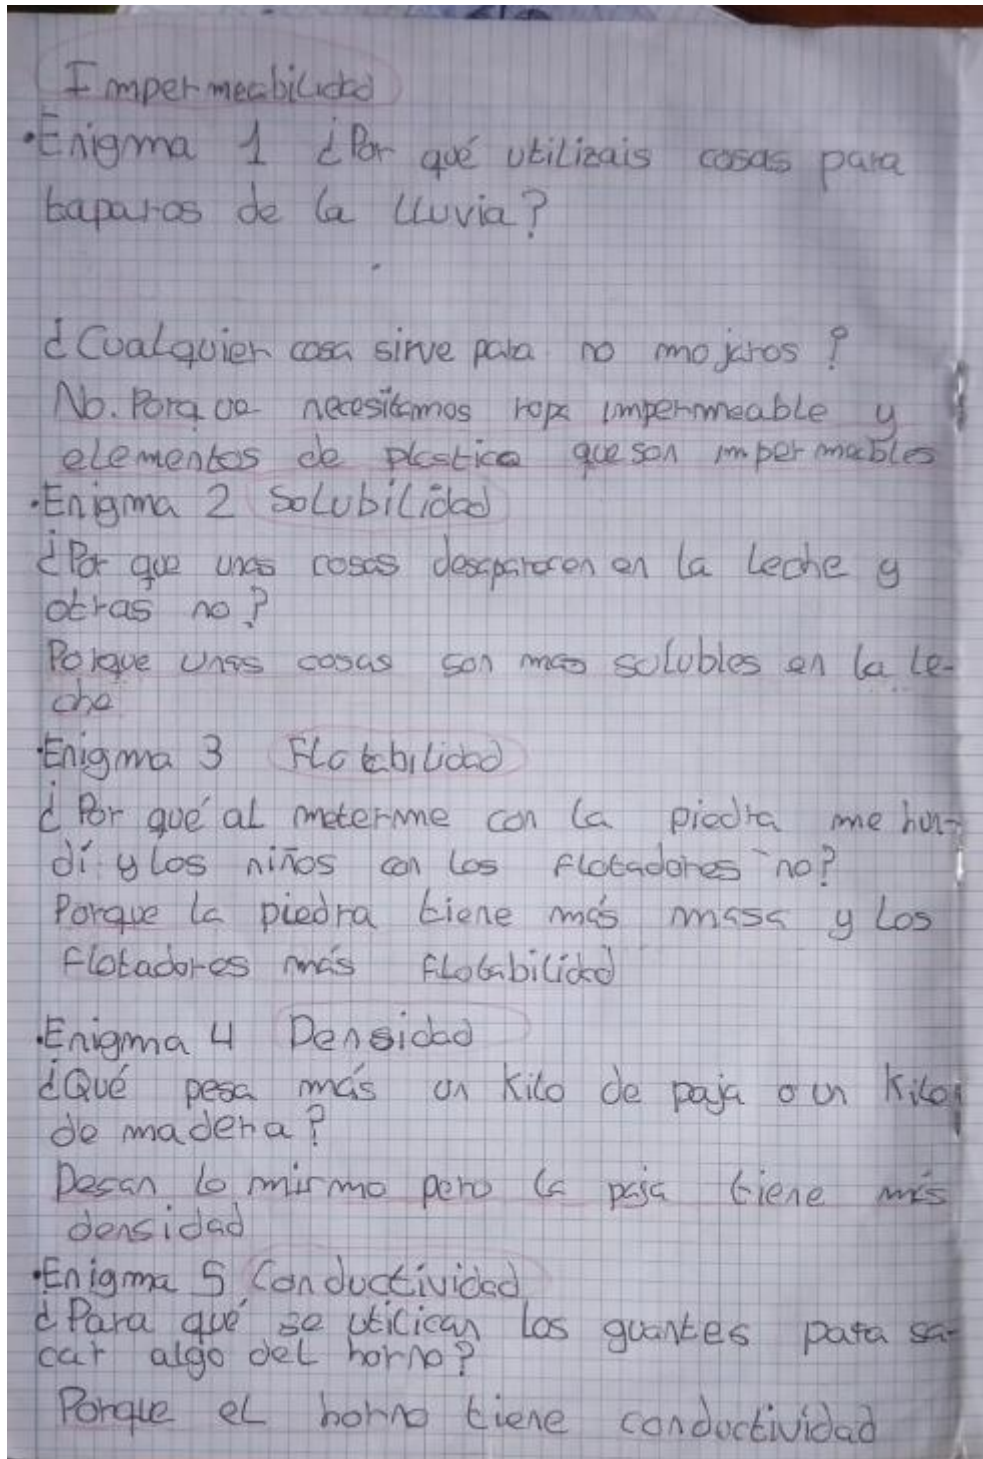 Impermeabilidad
·Enigma 1 ¿Por qué utilizais cosas para
taparos de la lluvia?
¿Cualquier cosa sirve para no mojaros?
No. Porque necesitamos ropa impermeable y
elementos de plastico que son impermeables
·Enigma 2 Solubilidad
¿Por que unas cosas desaparecen en la leche y
otras no?
Porque unas cosas son mas solubles en la le-
che
·Enigma 3 Flotabilidad
¿Por qué al meterme con la piedra me hun-
dí y los niños con los flotadores no?
Porque la piedra tiene más masa y los
flotadores más flotabilidad
·Enigma 4 Densidad
¿Qué pesa más un kilo de paja o un kilo
de madera?
Pesan lo mismo pero la paja tiene más
densidad
·Enigma 5 Conductividad
¿Para qué se utilican los guantes para sa-
car algo del horno?
Porque el horno tiene conductividad